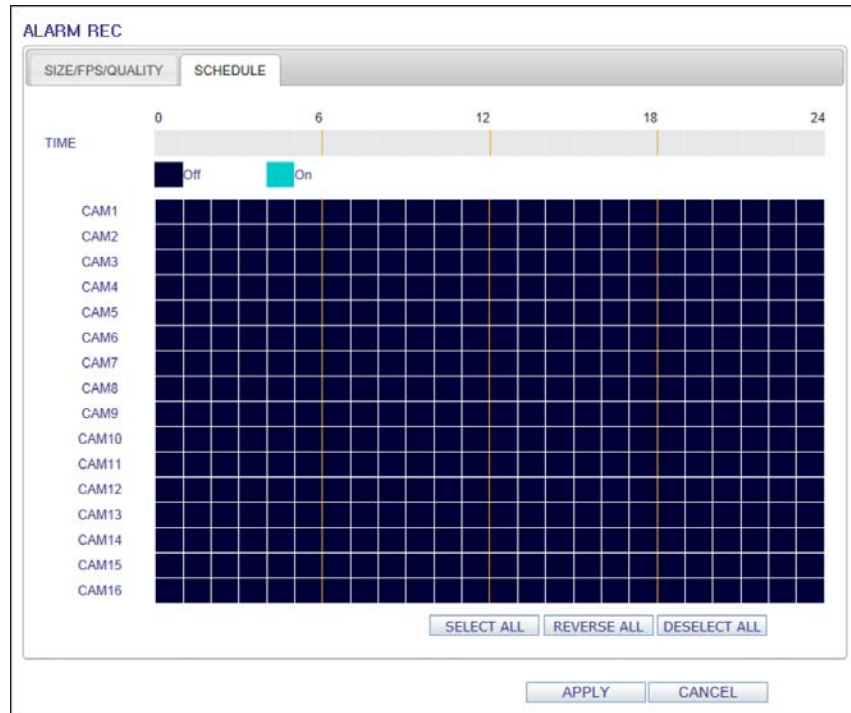 ALARM REC
SIZE/FPS/QUALITY SCHEDULE
0 6 12 18 24
TIME
Off On
CAM1
CAM2
CAM3
CAM4
CAM5
CAM6
CAM7
CAM8
CAM9
CAM10
CAM11
CAM12
CAM13
CAM14
CAM15
CAM16
SELECT ALL REVERSE ALL DESELECT ALL
APPLY CANCEL